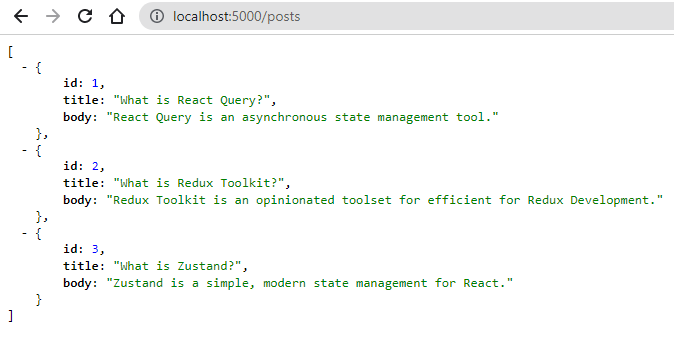 localhost:5000/posts
[
- {
id: 1,
title: "What is React Query?",
body: "React Query is an asynchronous state management tool."
},
- {
id: 2,
title: "What is Redux Toolkit?",
body: "Redux Toolkit is an opinionated toolset for efficient for Redux Development."
},
- {
id: 3,
title: "What is Zustand?",
body: "Zustand is a simple, modern state management for React."
}
]